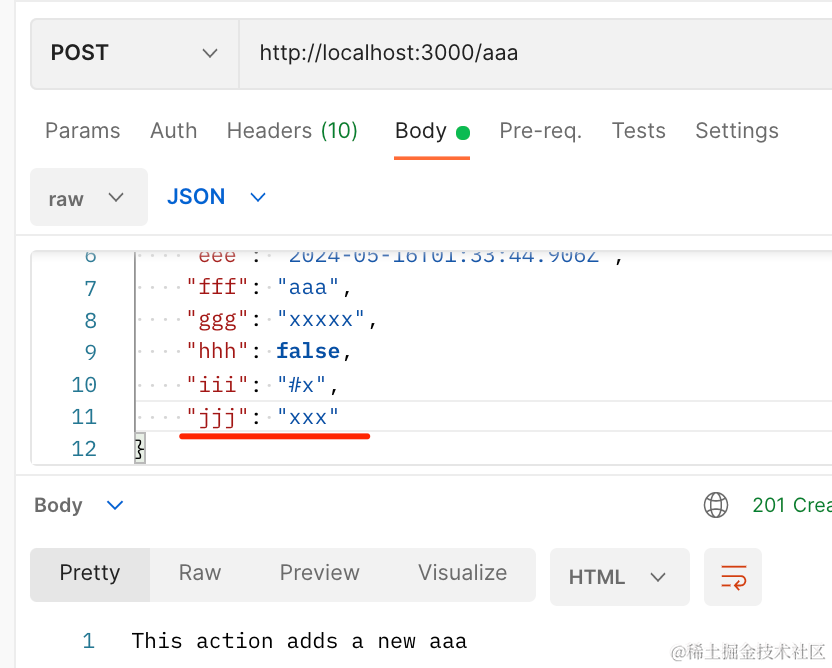 POST http://localhost:3000/aaa
Params Auth Headers (10) Body Pre-req. Tests Settings
raw JSON
6 "eee": "2024-05-16T01:33:44.906Z",
7 "fff": "aaa",
8 "ggg": "xxxxx",
9 "hhh": false,
10 "iii": "#x",
11 "jjj": "xxx"
12 }
Body 201 Crea
Pretty Raw Preview Visualize HTML
1 This action adds a new aaa
@稀土掘金技术社区